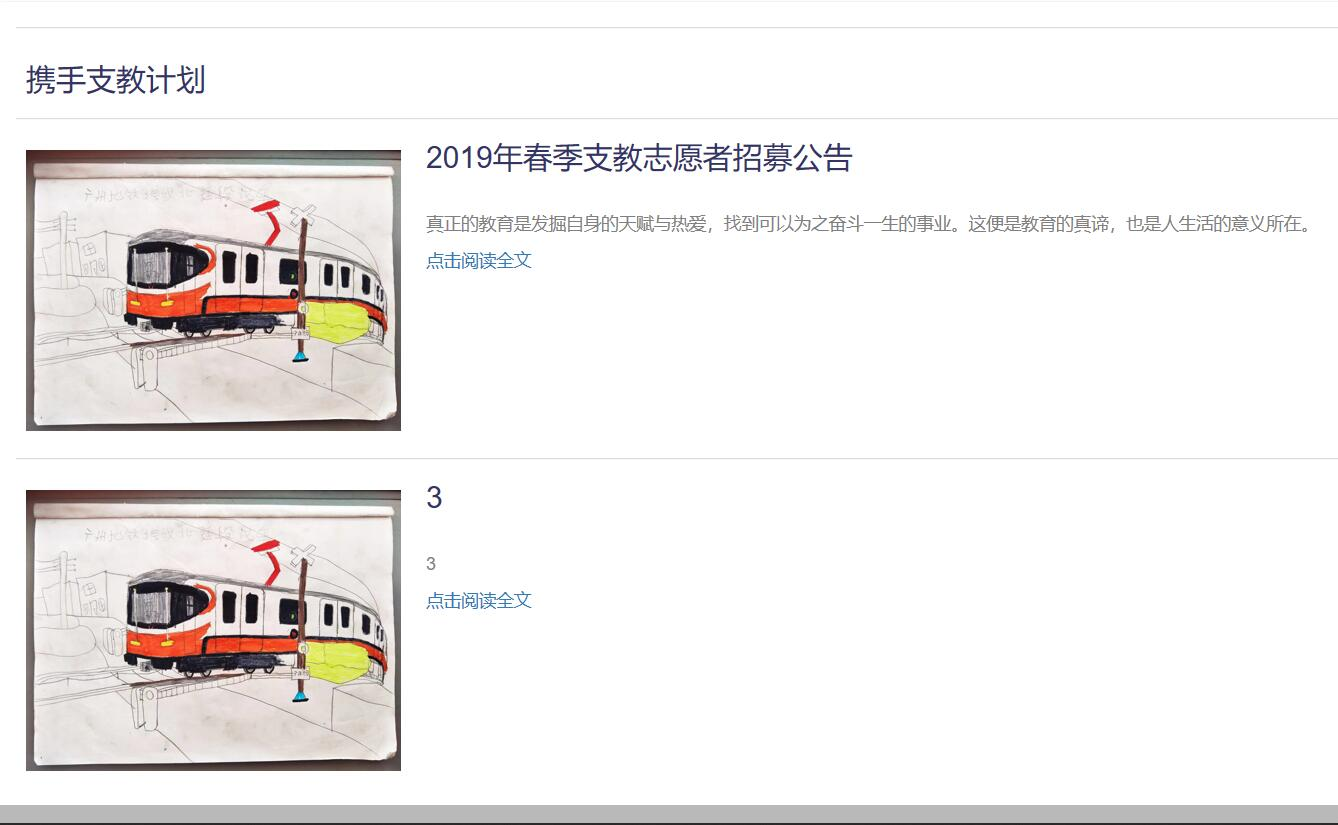 携手支教计划
2019年春季支教志愿者招募公告
真正的教育是发掘自身的天赋与热爱，找到可以为之奋斗一生的事业。这便是教育的真谛，也是人生活的意义所在。
点击阅读全文
3
3
点击阅读全文